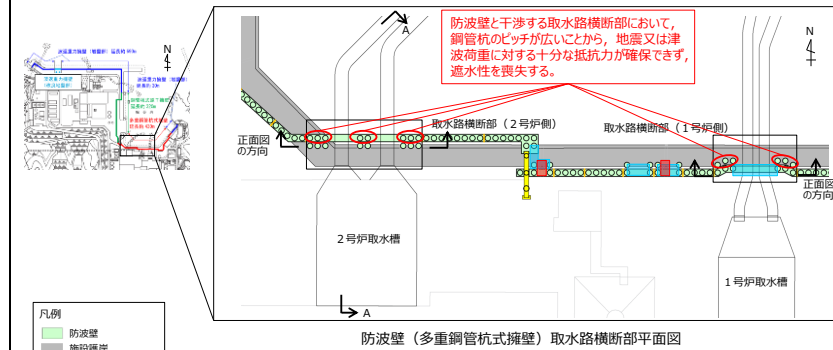 防波壁と干渉する取水路横断部において，
鋼管杭のピッチが広いことから，地震又は津
波荷重に対する十分な抵抗力が確保できず，
遮水性を喪失する。
A
N
N
取水路横断部（２号炉側）
取水路横断部（１号炉側）
正面図
の方向
正面図
の方向
２号炉取水槽
１号炉取水槽
A
凡例
防波壁
施設護岸
防波壁（多重鋼管杭式擁壁）取水路横断部平面図